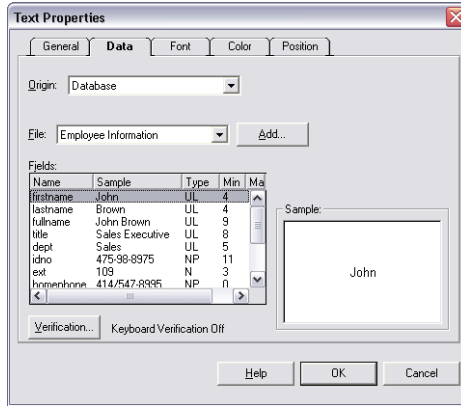 Text Properties
General Data Font Color Position
Origin: Database
File: Employee Information Add...
Fields:
Name Sample Type Min Ma
firstname John UL 4
lastname Brown UL 4
fullname John Brown UL 9
title Sales Executive UL 8
dept Sales UL 5
idno 475-98-8975 NP 11
ext 109 N 3
homephone 414/547-8995 NP 0
Sample:
John
Verification... Keyboard Verification Off
Help OK Cancel